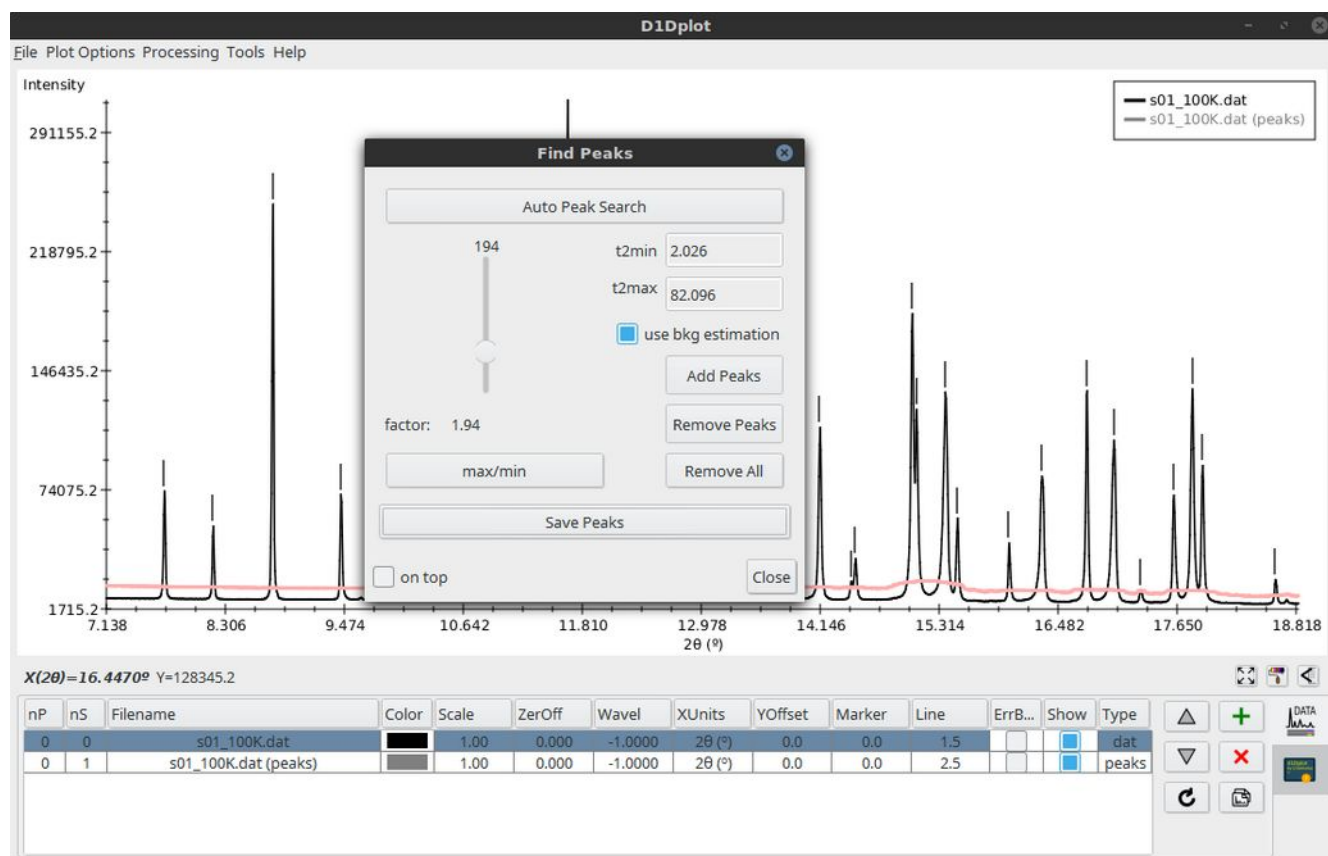 D1Dplot
File Plot Options Processing Tools Help
Intensity
s01_100K.dat
s01_100K.dat (peaks)
291155.2
218795.2
146435.2
74075.2
1715.2
7.138 8.306 9.474 10.642 11.810 12.978 14.146 15.314 16.482 17.650 18.818
2θ (º)
Find Peaks
Auto Peak Search
194
t2min 2.026
t2max 82.096
use bkg estimation
Add Peaks
factor: 1.94
Remove Peaks
max/min
Remove All
Save Peaks
on top
Close
X(2θ)=16.4470º Y=128345.2
nP nS Filename Color Scale ZerOff Wavel XUnits YOffset Marker Line ErrB... Show Type
0 0 s01_100K.dat 1.00 0.000 -1.0000 2θ (º) 0.0 0.0 1.5 dat
0 1 s01_100K.dat (peaks) 1.00 0.000 -1.0000 2θ (º) 0.0 0.0 2.5 peaks
DATA